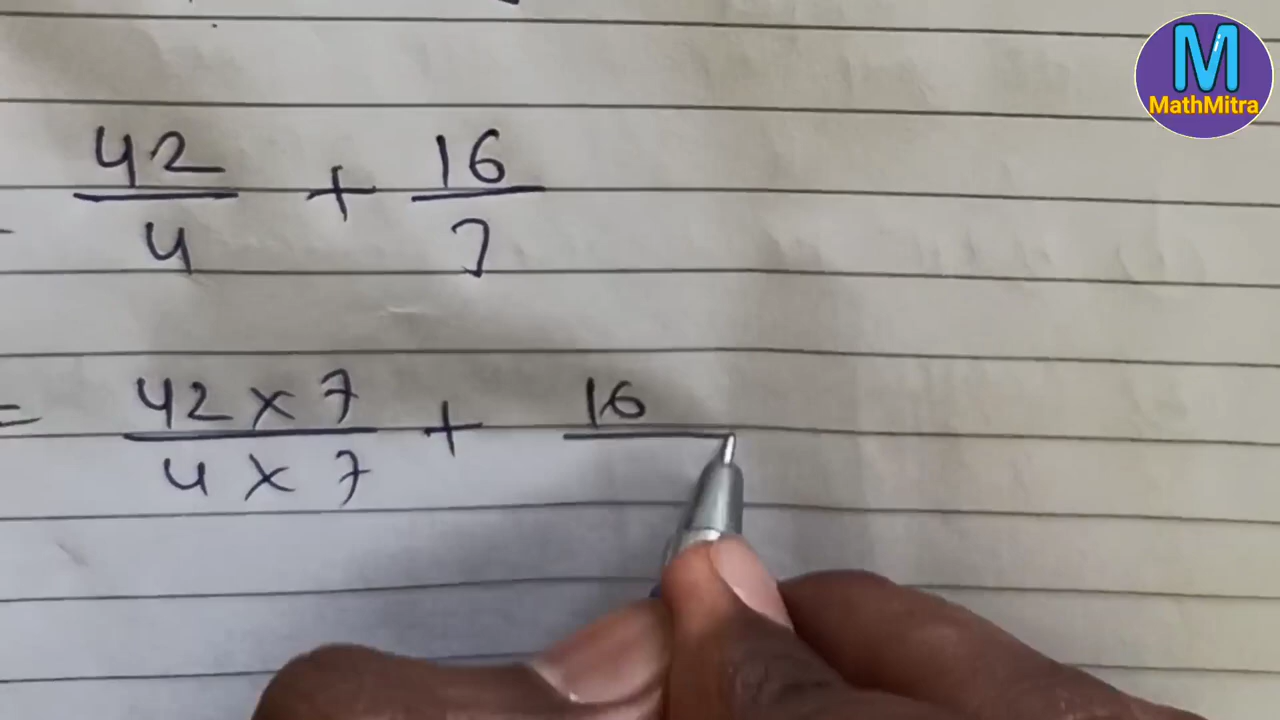 M
MathMitra
42/4 + 16/7
= 42 × 7/4 × 7 + 16